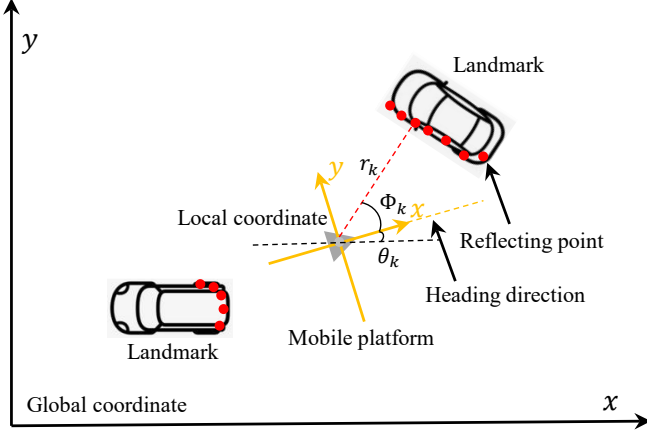 y
Landmark
r_k
y
Φ_k
x
Local coordinate
θ_k
Reflecting point
Heading direction
Mobile platform
Landmark
Global coordinate
x